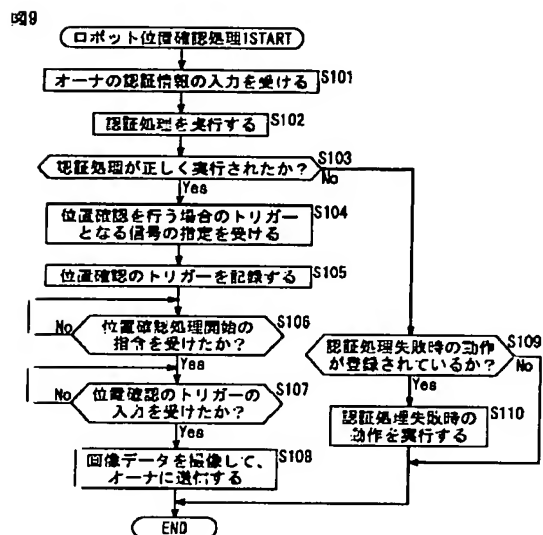 図9
ロボット位置確認処理1START
オーナの認証情報の入力を受ける
S101
認証処理を実行する
S102
認証処理が正しく実行されたか?
S103
No
Yes
位置確認を行う場合のトリガー
となる信号の指定を受ける
S104
位置確認のトリガーを記録する
S105
位置確認処理開始の
指令を受けたか?
S106
No
Yes
位置確認のトリガーの
入力を受けたか?
S107
No
Yes
画像データを撮像して、
オーナに送信する
S108
認証処理失敗時の動作
が登録されているか?
S109
No
Yes
認証処理失敗時の
動作を実行する
S110
END